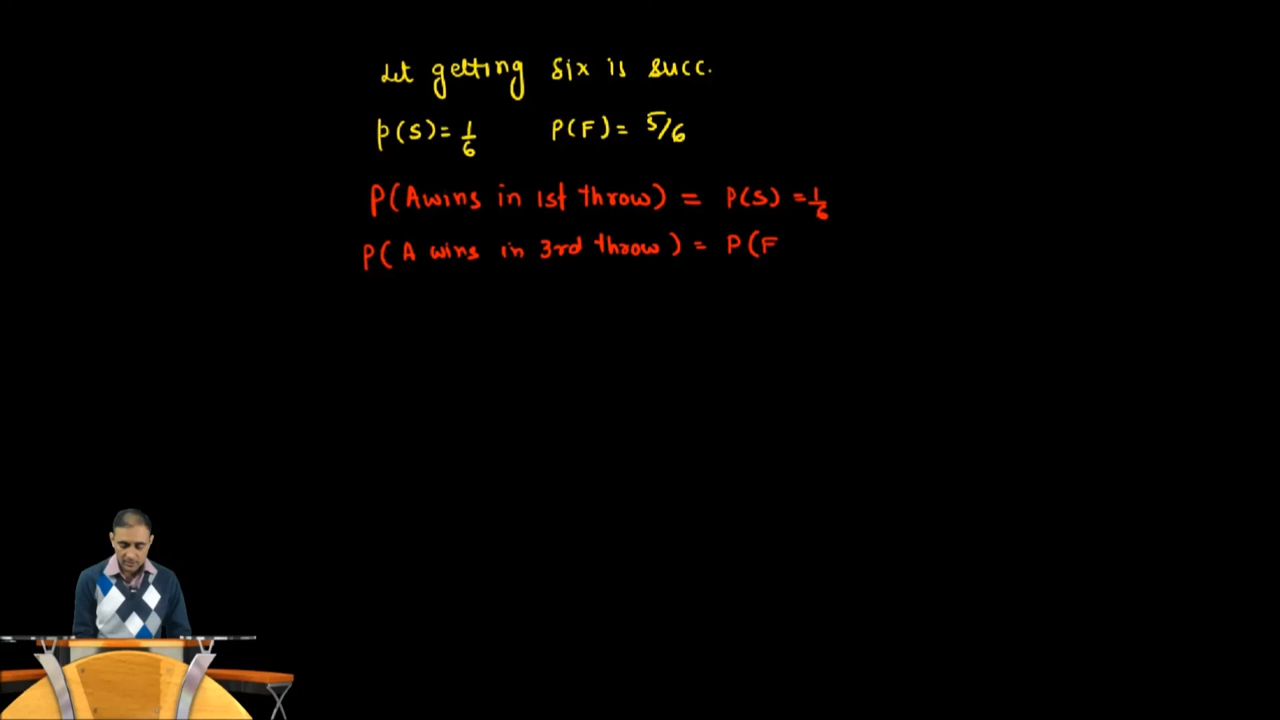 Let getting six is succ.
P(S)= 1/6 P(F)= 5/6
P(A wins in 1st throw) = P(S) = 1/6
P(A wins in 3rd throw) = P(F